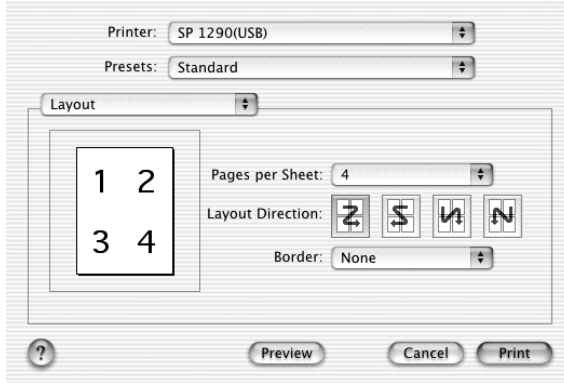 Printer: SP 1290(USB)
Presets: Standard
Layout
1 2
3 4
Pages per Sheet: 4
Layout Direction:
Border: None
? Preview Cancel Print